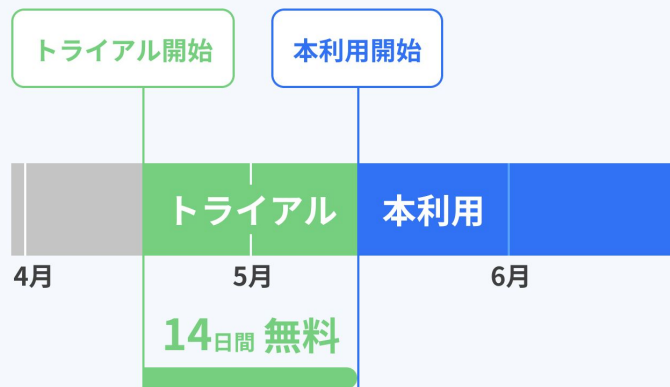 トライアル開始
本利用開始
トライアル
本利用
4月
5月
6月
14日間 無料